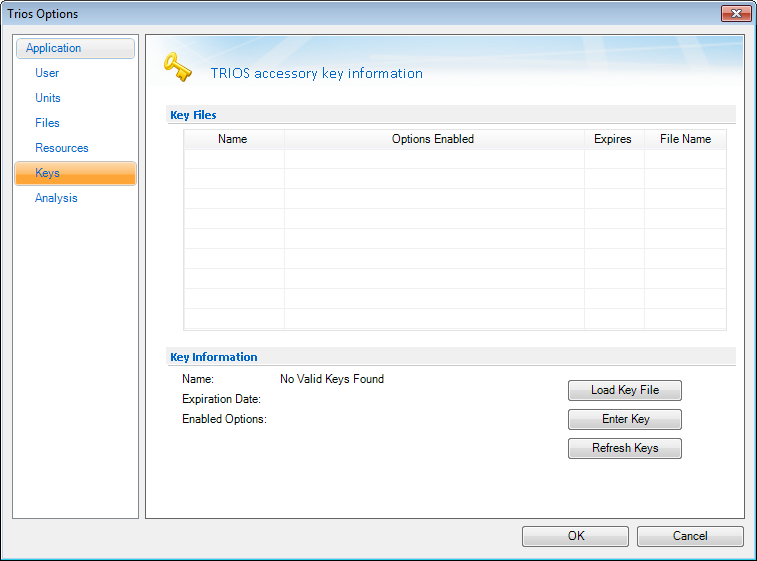 Trios Options
Application
User
Units
Files
Resources
Keys
Analysis
TRIOS accessory key information
Key Files
Name Options Enabled Expires File Name
Key Information
Name: No Valid Keys Found
Expiration Date:
Enabled Options:
Load Key File
Enter Key
Refresh Keys
OK Cancel